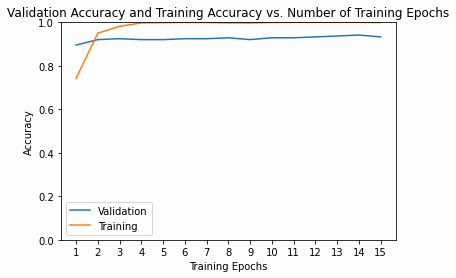 Validation Accuracy and Training Accuracy vs. Number of Training Epochs
1.0
0.8
0.6
0.4
0.2
0.0
Accuracy
Validation
Training
1 2 3 4 5 6 7 8 9 10 11 12 13 14 15
Training Epochs